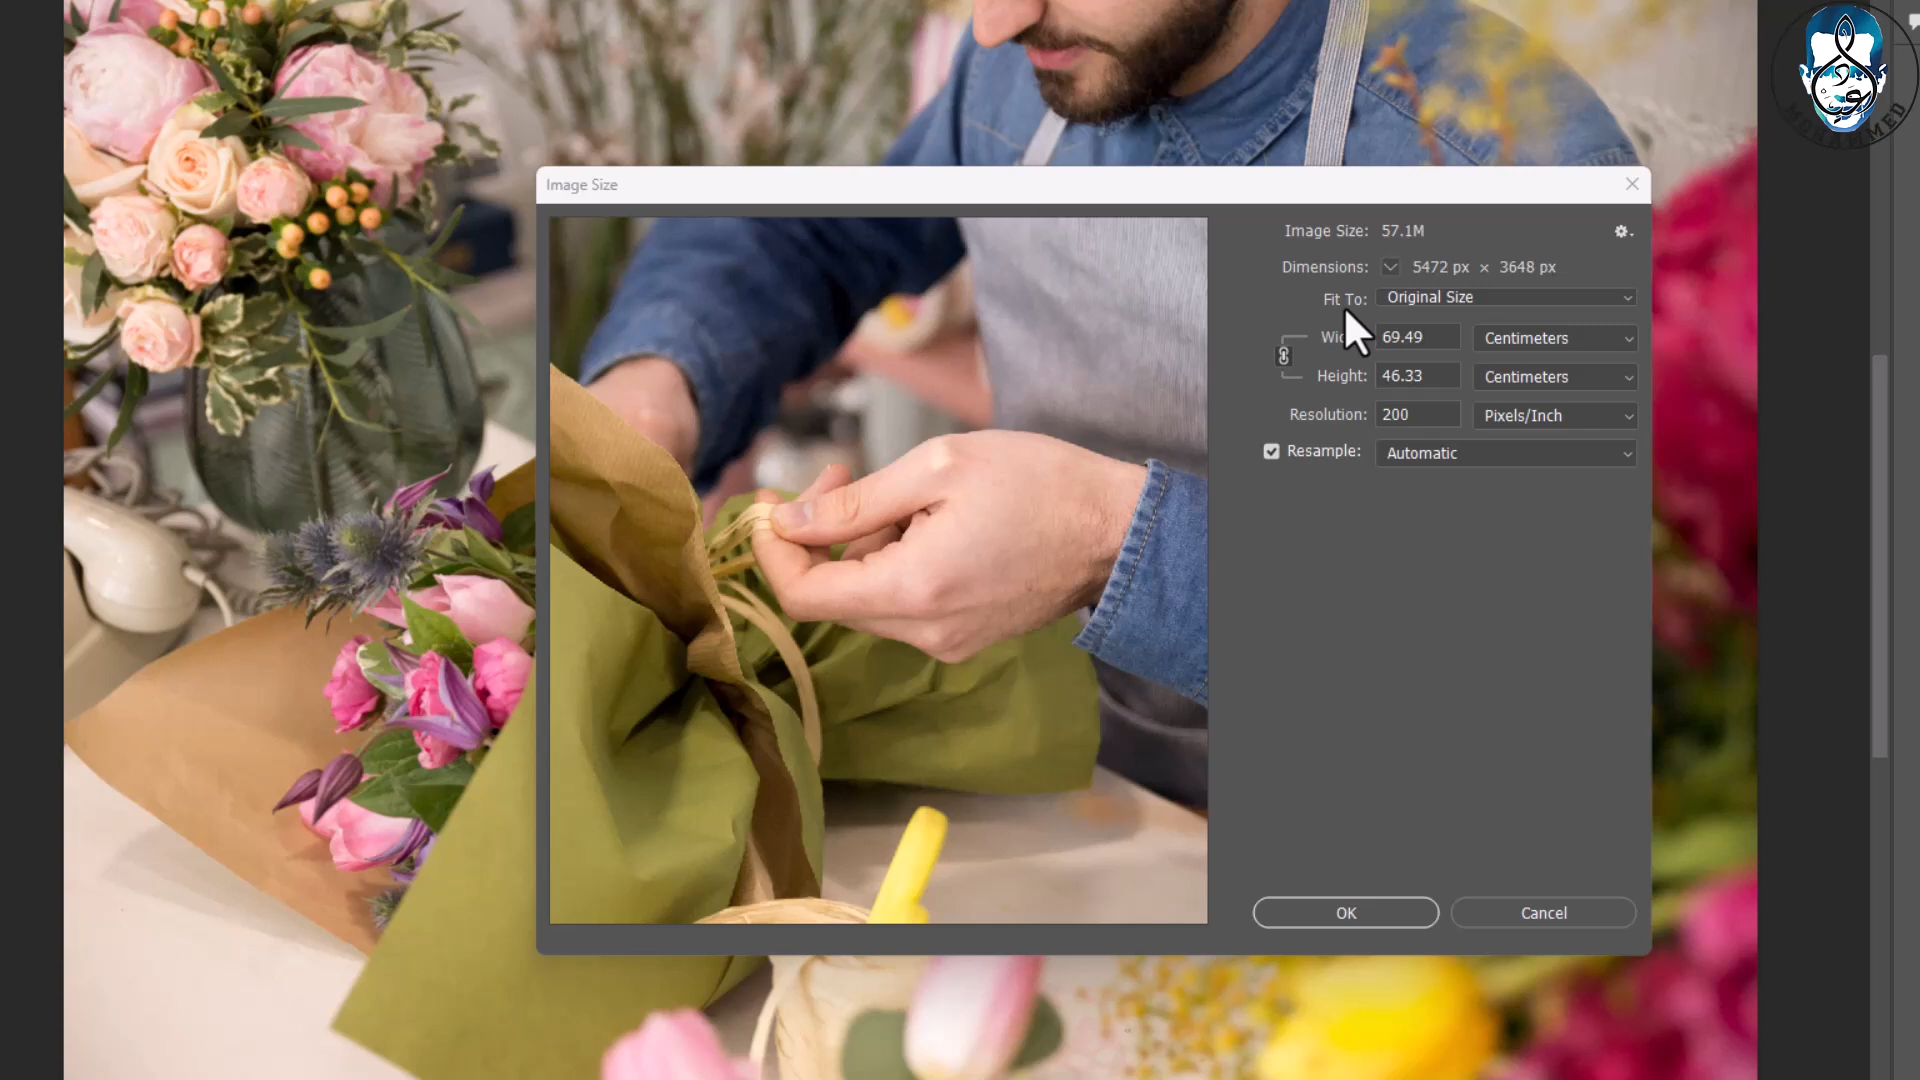 Image Size
Image Size: 57.1M
Dimensions: 5472 px × 3648 px
Fit To: Original Size
69.49 Centimeters
Height: 46.33 Centimeters
Resolution: 200 Pixels/Inch
Resample: Automatic
OK Cancel